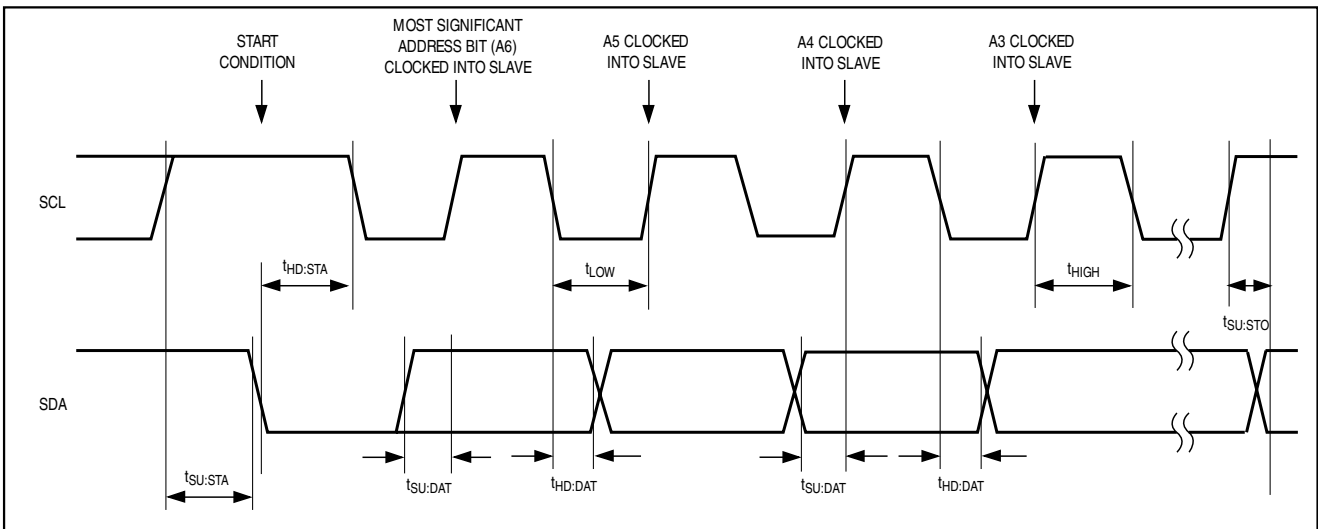 START
CONDITION
MOST SIGNIFICANT
ADDRESS BIT (A6)
CLOCKED INTO SLAVE
A5 CLOCKED
INTO SLAVE
A4 CLOCKED
INTO SLAVE
A3 CLOCKED
INTO SLAVE
SCL
tHD:STA
tLOW
tHIGH
tSU:STO
SDA
tSU:STA
tSU:DAT
tHD:DAT
tSU:DAT
tHD:DAT